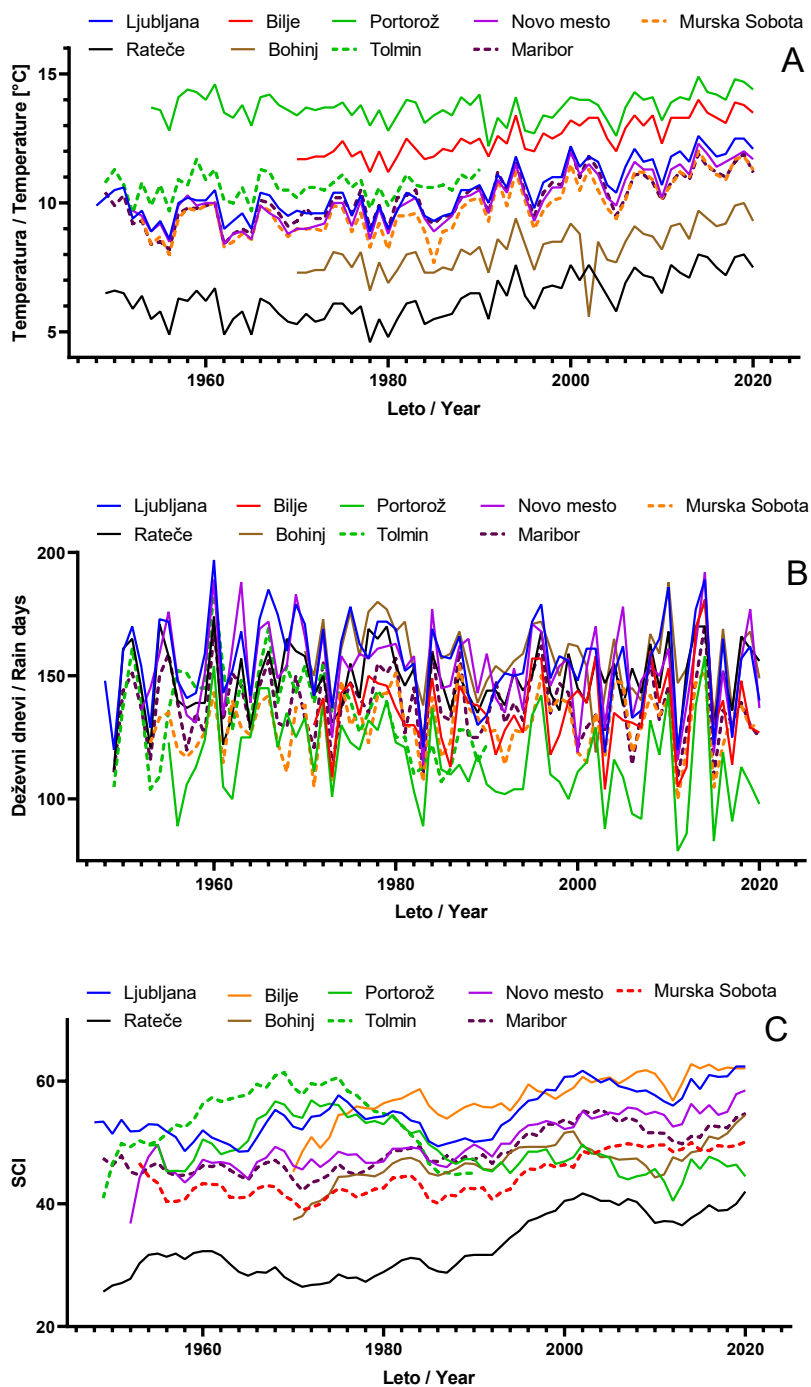 Ljubljana Bilje Portorož Novo mesto Murska Sobota
Rateče Bohinj Tolmin Maribor
A
15
10
5
Temperatura / Temperature [°C]
1960 1980 2000 2020
Leto / Year
Ljubljana Bilje Portorož Novo mesto Murska Sobota
Rateče Bohinj Tolmin Maribor
B
200
150
100
Deževni dnevi / Rain days
1960 1980 2000 2020
Leto / Year
Ljubljana Bilje Portorož Novo mesto Murska Sobota
Rateče Bohinj Tolmin Maribor
C
60
40
20
SCI
1960 1980 2000 2020
Leto / Year